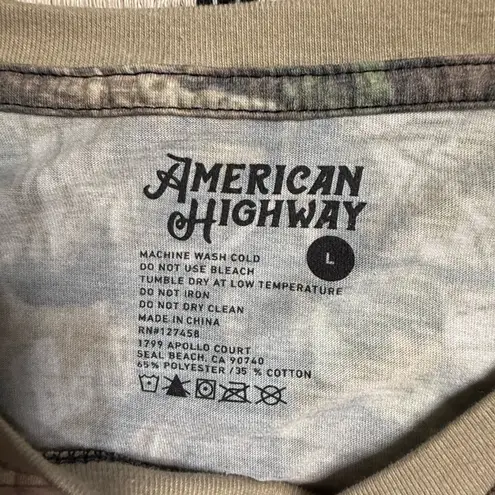 AMERICAN
HIGHWAY
L
MACHINE WASH COLD
DO NOT USE BLEACH
TUMBLE DRY AT LOW TEMPERATURE
DO NOT IRON
DO NOT DRY CLEAN
MADE IN CHINA
RN#127458
1799 APOLLO COURT
SEAL BEACH, CA 90740
65% POLYESTER / 35 % COTTON